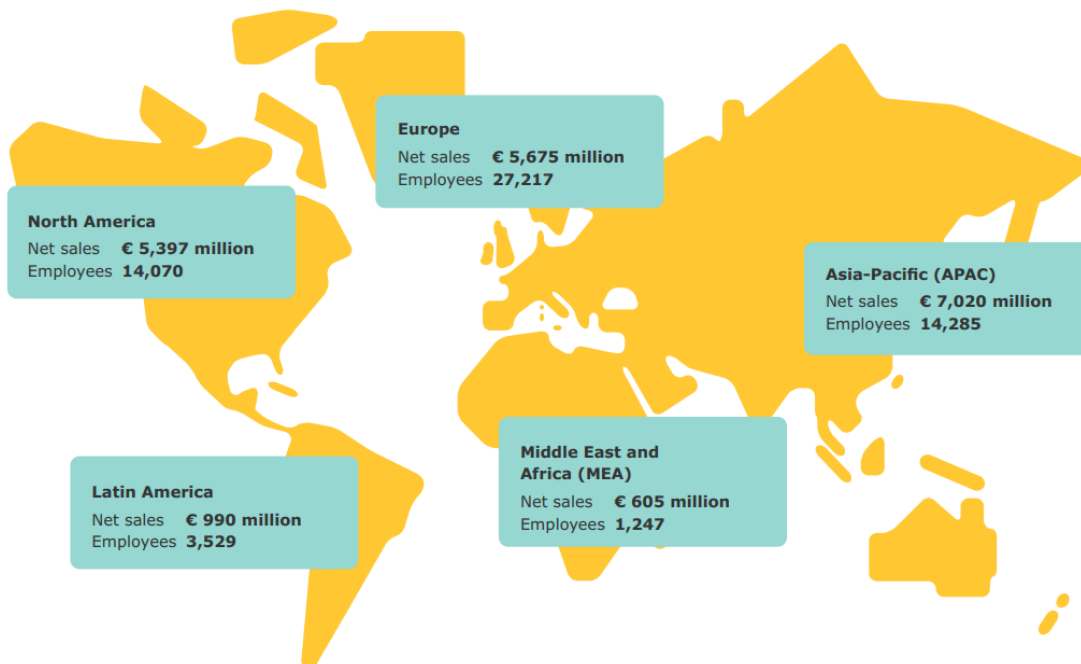 Europe
Net sales € 5,675 million
Employees 27,217
North America
Net sales € 5,397 million
Employees 14,070
Asia-Pacific (APAC)
Net sales € 7,020 million
Employees 14,285
Middle East and
Africa (MEA)
Net sales € 605 million
Employees 1,247
Latin America
Net sales € 990 million
Employees 3,529